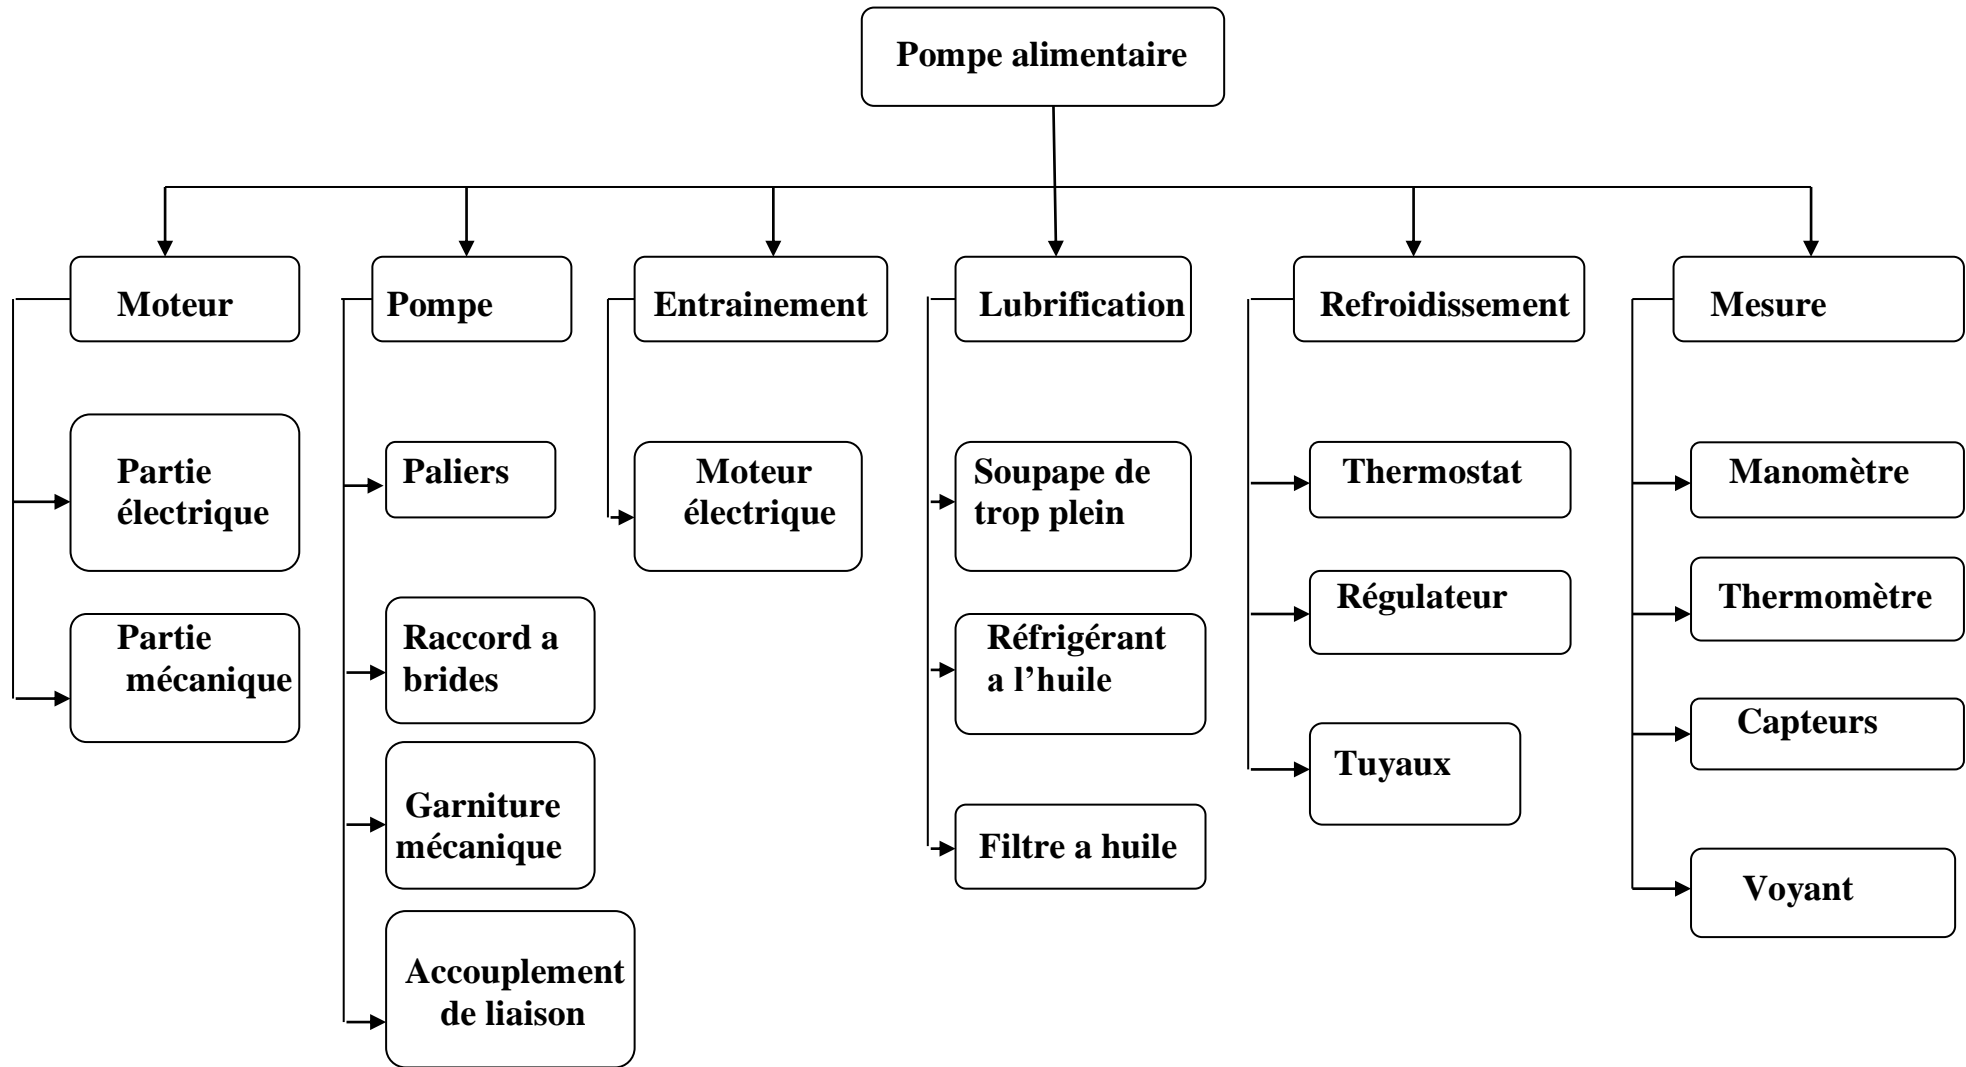 Pompe alimentaire
Moteur
Pompe
Entrainement
Lubrification
Refroidissement
Mesure
Partie
électrique
Partie
mécanique
Paliers
Raccord a
brides
Garniture
mécanique
Accouplement
de liaison
Moteur
électrique
Soupape de
trop plein
Réfrigérant
a l’huile
Filtre a huile
Thermostat
Régulateur
Tuyaux
Manomètre
Thermomètre
Capteurs
Voyant